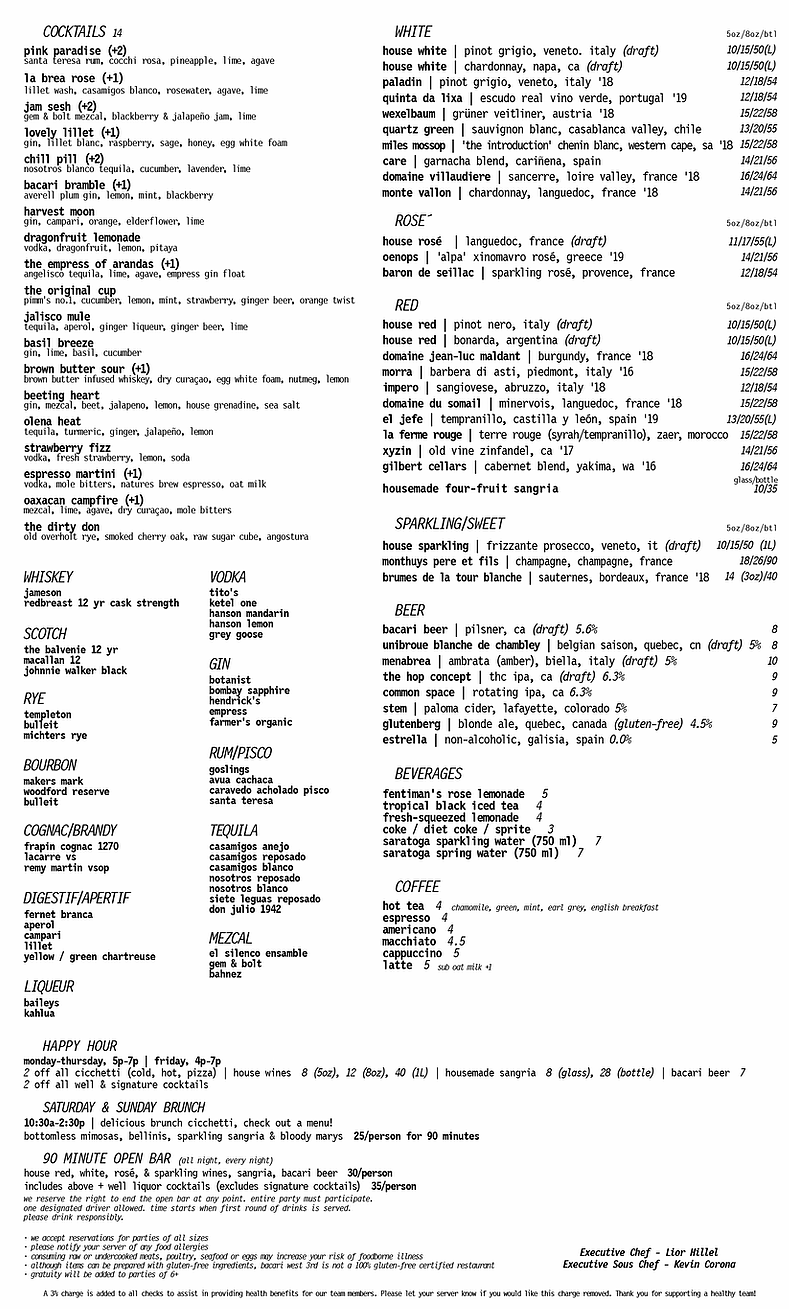 COCKTAILS 14
pink paradise (+2)
santa teresa rum, cocchi rosa, pineapple, lime, agave
la brea rose (+1)
lillet wash, casamigos blanco, rosewater, agave, lime
jam sesh (+2)
gem & bolt mezcal, blackberry & jalapeño jam, lime
lovely lillet (+1)
gin, lillet blanc, raspberry, sage, honey, egg white foam
chill pill (+2)
nosotros blanco tequila, cucumber, lavender, lime
bacari bramble (+1)
averell plum gin, lemon, mint, blackberry
harvest moon
gin, campari, orange, elderflower, lime
dragonfruit lemonade
vodka, dragonfruit, lemon, pitaya
the empress of arandas (+1)
angelisco tequila, lime, agave, empress gin float
the original cup
pimm's no.1, cucumber, lemon, mint, strawberry, ginger beer, orange twist
jalisco mule
tequila, aperol, ginger liqueur, ginger beer, lime
basil breeze
gin, lime, basil, cucumber
brown butter sour (+1)
brown butter infused whiskey, dry curaçao, egg white foam, nutmeg, lemon
beeting heart
gin, mezcal, beet, jalapeno, lemon, house grenadine, sea salt
olena heat
tequila, turmeric, ginger, jalapeño, lemon
strawberry fizz
vodka, fresh strawberry, lemon, soda
espresso martini (+1)
vodka, mole bitters, natures brew espresso, oat milk
oaxacan campfire (+1)
mezcal, lime, agave, dry curaçao, mole bitters
the dirty don
old overholt rye, smoked cherry oak, raw sugar cube, angostura
WHISKEY
jameson
redbreast 12 yr cask strength
SCOTCH
the balvenie 12 yr
macallan 12
johnnie walker black
RYE
templeton
bulleit
michters rye
BOURBON
makers mark
woodford reserve
bulleit
COGNAC/BRANDY
frapin cognac 1270
lacarre vs
remy martin vsop
DIGESTIF/APERTIF
fernet branca
aperol
campari
lillet
yellow / green chartreuse
LIQUEUR
baileys
kahlua
VODKA
tito's
ketel one
hanson mandarin
hanson lemon
grey goose
GIN
botanist
bombay sapphire
hendrick's
empress
farmer's organic
RUM/PISCO
goslings
avua cachaca
caravedo acholado pisco
santa teresa
TEQUILA
casamigos anejo
casamigos reposado
casamigos blanco
nosotros reposado
nosotros blanco
siete leguas reposado
don julio 1942
MEZCAL
el silenco ensamble
gem & bolt
bahnez
WHITE 5oz/8oz/btl
house white | pinot grigio, veneto. italy (draft) 10/15/50(L)
house white | chardonnay, napa, ca (draft) 10/15/50(L)
paladin | pinot grigio, veneto, italy '18 12/18/54
quinta da lixa | escudo real vino verde, portugal '19 12/18/54
wexelbaum | grüner veitliner, austria '18 15/22/58
quartz green | sauvignon blanc, casablanca valley, chile 13/20/55
miles mossop | 'the introduction' chenin blanc, western cape, sa '18 15/22/58
care | garnacha blend, cariñena, spain 14/21/56
domaine villaudiere | sancerre, loire valley, france '18 16/24/64
monte vallon | chardonnay, languedoc, france '18 14/21/56
ROSE´ 5oz/8oz/btl
house rosé | languedoc, france (draft) 11/17/55(L)
oenops | 'alpa' xinomavro rosé, greece '19 14/21/56
baron de seillac | sparkling rosé, provence, france 12/18/54
RED 5oz/8oz/btl
house red | pinot nero, italy (draft) 10/15/50(L)
house red | bonarda, argentina (draft) 10/15/50(L)
domaine jean-luc maldant | burgundy, france '18 16/24/64
morra | barbera di asti, piedmont, italy '16 15/22/58
impero | sangiovese, abruzzo, italy '18 12/18/54
domaine du somail | minervois, languedoc, france '18 15/22/58
el jefe | tempranillo, castilla y león, spain '19 13/20/55(L)
la ferme rouge | terre rouge (syrah/tempranillo), zaer, morocco 15/22/58
xyzin | old vine zinfandel, ca '17 14/21/56
gilbert cellars | cabernet blend, yakima, wa '16 16/24/64
glass/bottle
housemade four-fruit sangria 10/35
SPARKLING/SWEET 5oz/8oz/btl
house sparkling | frizzante prosecco, veneto, it (draft) 10/15/50 (1L)
monthuys pere et fils | champagne, champagne, france 18/26/90
brumes de la tour blanche | sauternes, bordeaux, france '18 14 (3oz)/40
BEER
bacari beer | pilsner, ca (draft) 5.6% 8
unibroue blanche de chambley | belgian saison, quebec, cn (draft) 5% 8
menabrea | ambrata (amber), biella, italy (draft) 5% 10
the hop concept | thc ipa, ca (draft) 6.3% 9
common space | rotating ipa, ca 6.3% 9
stem | paloma cider, lafayette, colorado 5% 7
glutenberg | blonde ale, quebec, canada (gluten-free) 4.5% 9
estrella | non-alcoholic, galisia, spain 0.0% 5
BEVERAGES
fentiman's rose lemonade 5
tropical black iced tea 4
fresh-squeezed lemonade 4
coke / diet coke / sprite 3
saratoga sparkling water (750 ml) 7
saratoga spring water (750 ml) 7
COFFEE
hot tea 4 chamomile, green, mint, earl grey, english breakfast
espresso 4
americano 4
macchiato 4.5
cappuccino 5
latte 5 sub oat milk +1
HAPPY HOUR
monday-thursday, 5p-7p | friday, 4p-7p
2 off all cicchetti (cold, hot, pizza) | house wines 8 (5oz), 12 (8oz), 40 (1L) | housemade sangria 8 (glass), 28 (bottle) | bacari beer 7
2 off all well & signature cocktails
SATURDAY & SUNDAY BRUNCH
10:30a-2:30p | delicious brunch cicchetti, check out a menu!
bottomless mimosas, bellinis, sparkling sangria & bloody marys 25/person for 90 minutes
90 MINUTE OPEN BAR (all night, every night)
house red, white, rosé, & sparkling wines, sangria, bacari beer 30/person
includes above + well liquor cocktails (excludes signature cocktails) 35/person
we reserve the right to end the open bar at any point. entire party must participate.
one designated driver allowed. time starts when first round of drinks is served.
please drink responsibly.
· we accept reservations for parties of all sizes
· please notify your server of any food allergies
· consuming raw or undercooked meats, poultry, seafood or eggs may increase your risk of foodborne illness
· although items can be prepared with gluten-free ingredients, bacari west 3rd is not a 100% gluten-free certified restaurant
· gratuity will be added to parties of 6+
Executive Chef - Lior Hillel
Executive Sous Chef - Kevin Corona
A 3% charge is added to all checks to assist in providing health benefits for our team members. Please let your server know if you would like this charge removed. Thank you for supporting a healthy team!